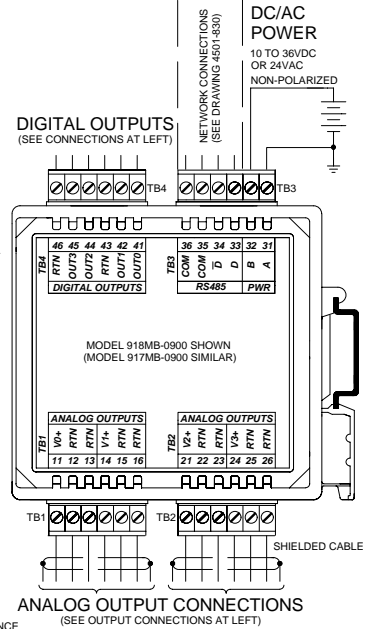 DC/AC
POWER
10 TO 36VDC
OR 24VAC
NON-POLARIZED
NETWORK CONNECTIONS
(SEE DRAWING 4501-830)
DIGITAL OUTPUTS
(SEE CONNECTIONS AT LEFT)
TB4
TB3
46 45 44 43 42 41
TB4
RTN OUT3 OUT2 RTN OUT1 OUT0
DIGITAL OUTPUTS
36 35 34 33 32 31
TB3
COM COM D D B A
RS485 PWR
MODEL 918MB-0900 SHOWN
(MODEL 917MB-0900 SIMILAR)
ANALOG OUTPUTS
TB1
V0+ RTN RTN V1+ RTN RTN
11 12 13 14 15 16
ANALOG OUTPUTS
TB2
V2+ RTN RTN V3+ RTN RTN
21 22 23 24 25 26
TB1
TB2
SHIELDED CABLE
ANALOG OUTPUT CONNECTIONS
(SEE OUTPUT CONNECTIONS AT LEFT)
NCE